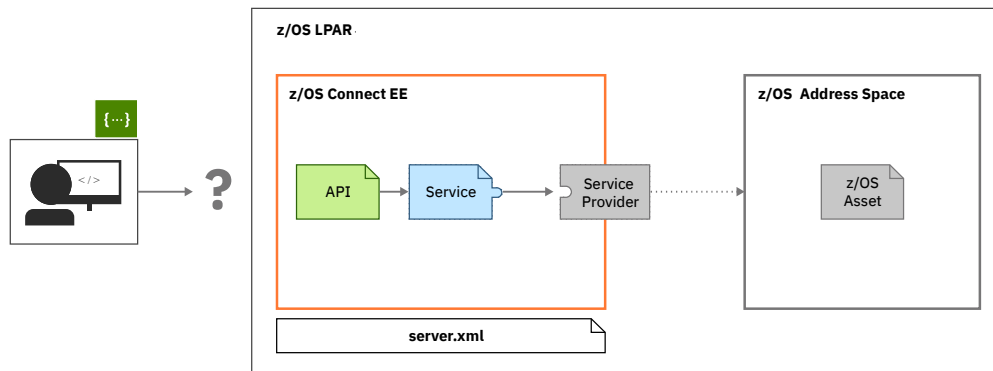 z/OS LPAR
z/OS Connect EE
z/OS Address Space
{···}
</>
?
API
Service
Service
Provider
z/OS
Asset
server.xml